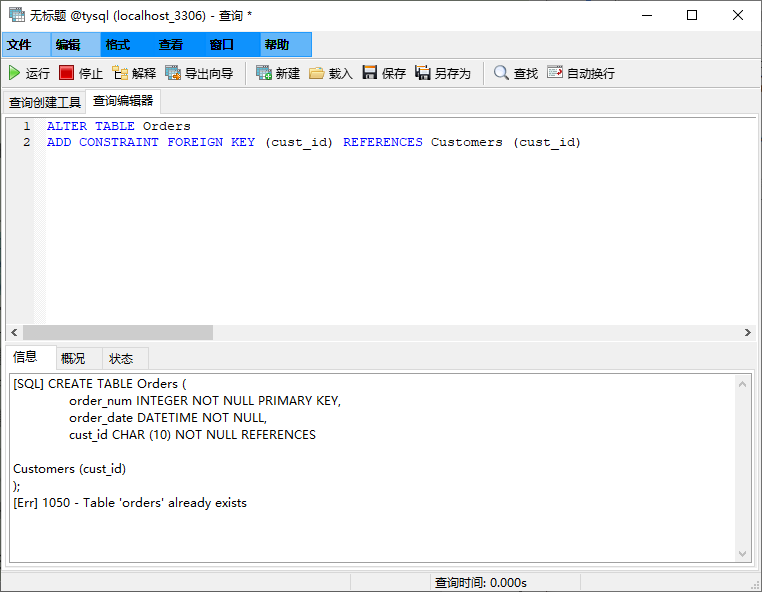 无标题 @tysql (localhost_3306) - 查询 *
文件 编辑 格式 查看 窗口 帮助
运行 停止 解释 导出向导 新建 载入 保存 另存为 查找 自动换行
查询创建工具 查询编辑器
1 ALTER TABLE Orders
2 ADD CONSTRAINT FOREIGN KEY (cust_id) REFERENCES Customers (cust_id)
信息 概况 状态
[SQL] CREATE TABLE Orders (
order_num INTEGER NOT NULL PRIMARY KEY,
order_date DATETIME NOT NULL,
cust_id CHAR (10) NOT NULL REFERENCES
Customers (cust_id)
);
[Err] 1050 - Table 'orders' already exists
查询时间: 0.000s